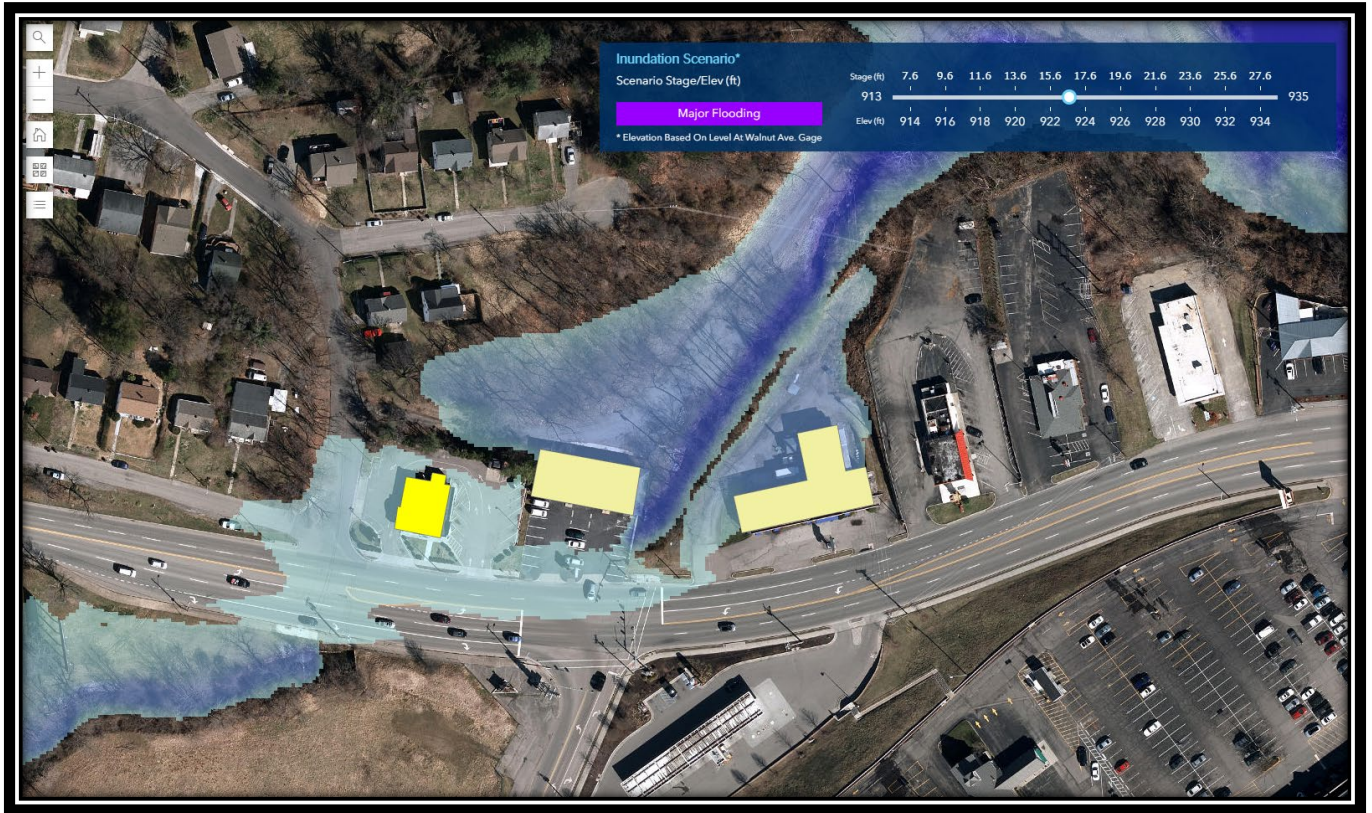 Inundation Scenario*
Scenario Stage/Elev (ft)
Major Flooding
* Elevation Based On Level At Walnut Ave. Gage
Stage (ft) 7.6 9.6 11.6 13.6 15.6 17.6 19.6 21.6 23.6 25.6 27.6
913 935
Elev (ft) 914 916 918 920 922 924 926 928 930 932 934